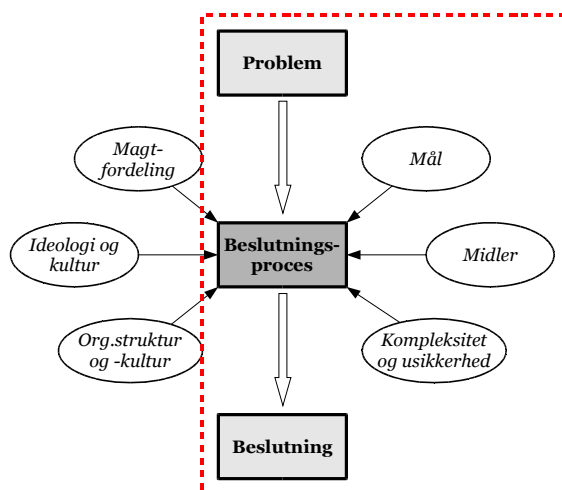 Problem
Magt-
fordeling
Mål
Ideologi og
kultur
Beslutnings-
proces
Midler
Org.struktur
og -kultur
Kompleksitet
og usikkerhed
Beslutning